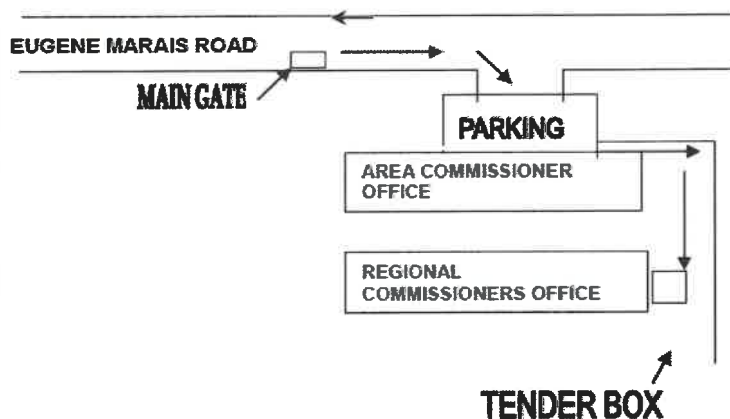 EUGENE MARAIS ROAD
MAIN GATE
PARKING
AREA COMMISSIONER
OFFICE
REGIONAL
COMMISSIONERS OFFICE
TENDER BOX